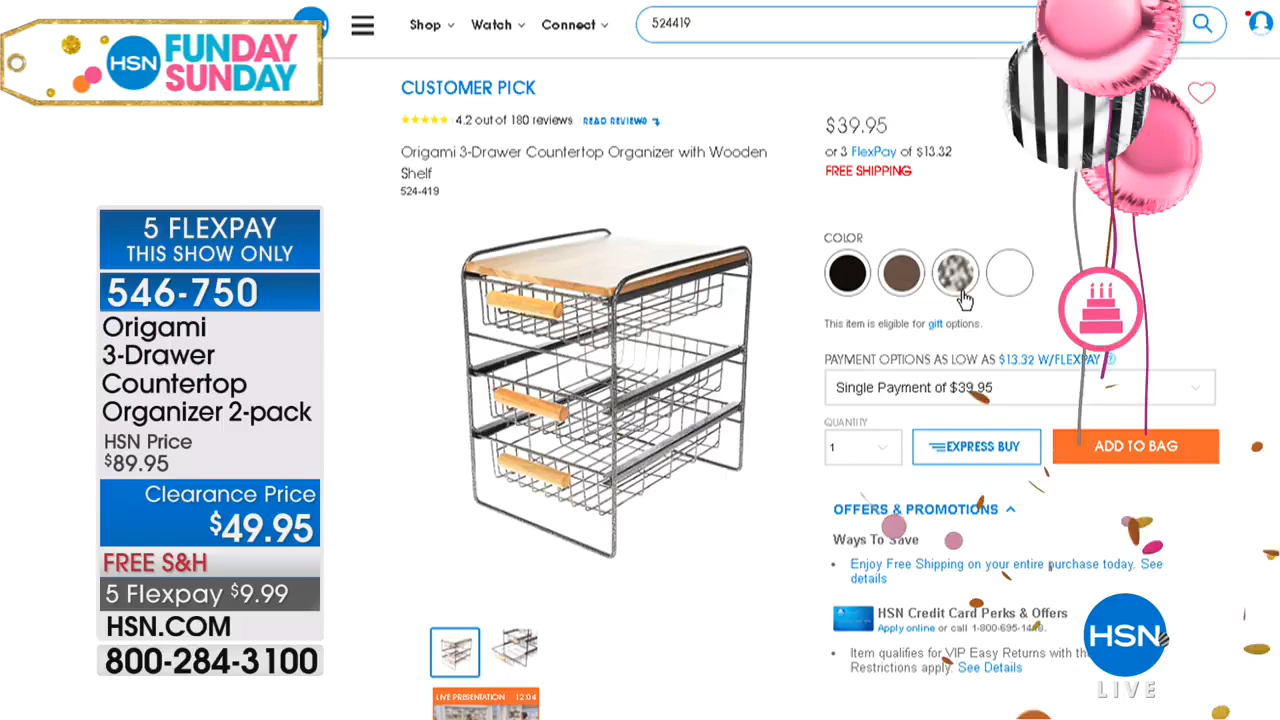 HSN
FUNDAY
SUNDAY
HSN
Shop
Watch
Connect
524419
5 FLEXPAY
THIS SHOW ONLY
546-750
Origami
3-Drawer
Countertop
Organizer 2-pack
HSN Price
$89.95
Clearance Price
$49.95
FREE S&H
5 Flexpay $9.99
HSN.COM
800-284-3100
CUSTOMER PICK
4.2 out of 180 reviews READ REVIEWS
Origami 3-Drawer Countertop Organizer with Wooden
Shelf
524-419
LIVE PRESENTATION 12:04
$39.95
or 3 FlexPay of $13.32
FREE SHIPPING
COLOR
This item is eligible for gift options.
PAYMENT OPTIONS AS LOW AS $13.32 W/FLEXPAY
Single Payment of $39.95
QUANTITY
1
EXPRESS BUY
ADD TO BAG
OFFERS & PROMOTIONS
Ways To Save
• Enjoy Free Shipping on your entire purchase today. See
details
HSN Credit Card Perks & Offers
Apply online or call 1-800-695-
• Item qualifies for VIP Easy Returns with
Restrictions apply. See Details
HSN
LIVE